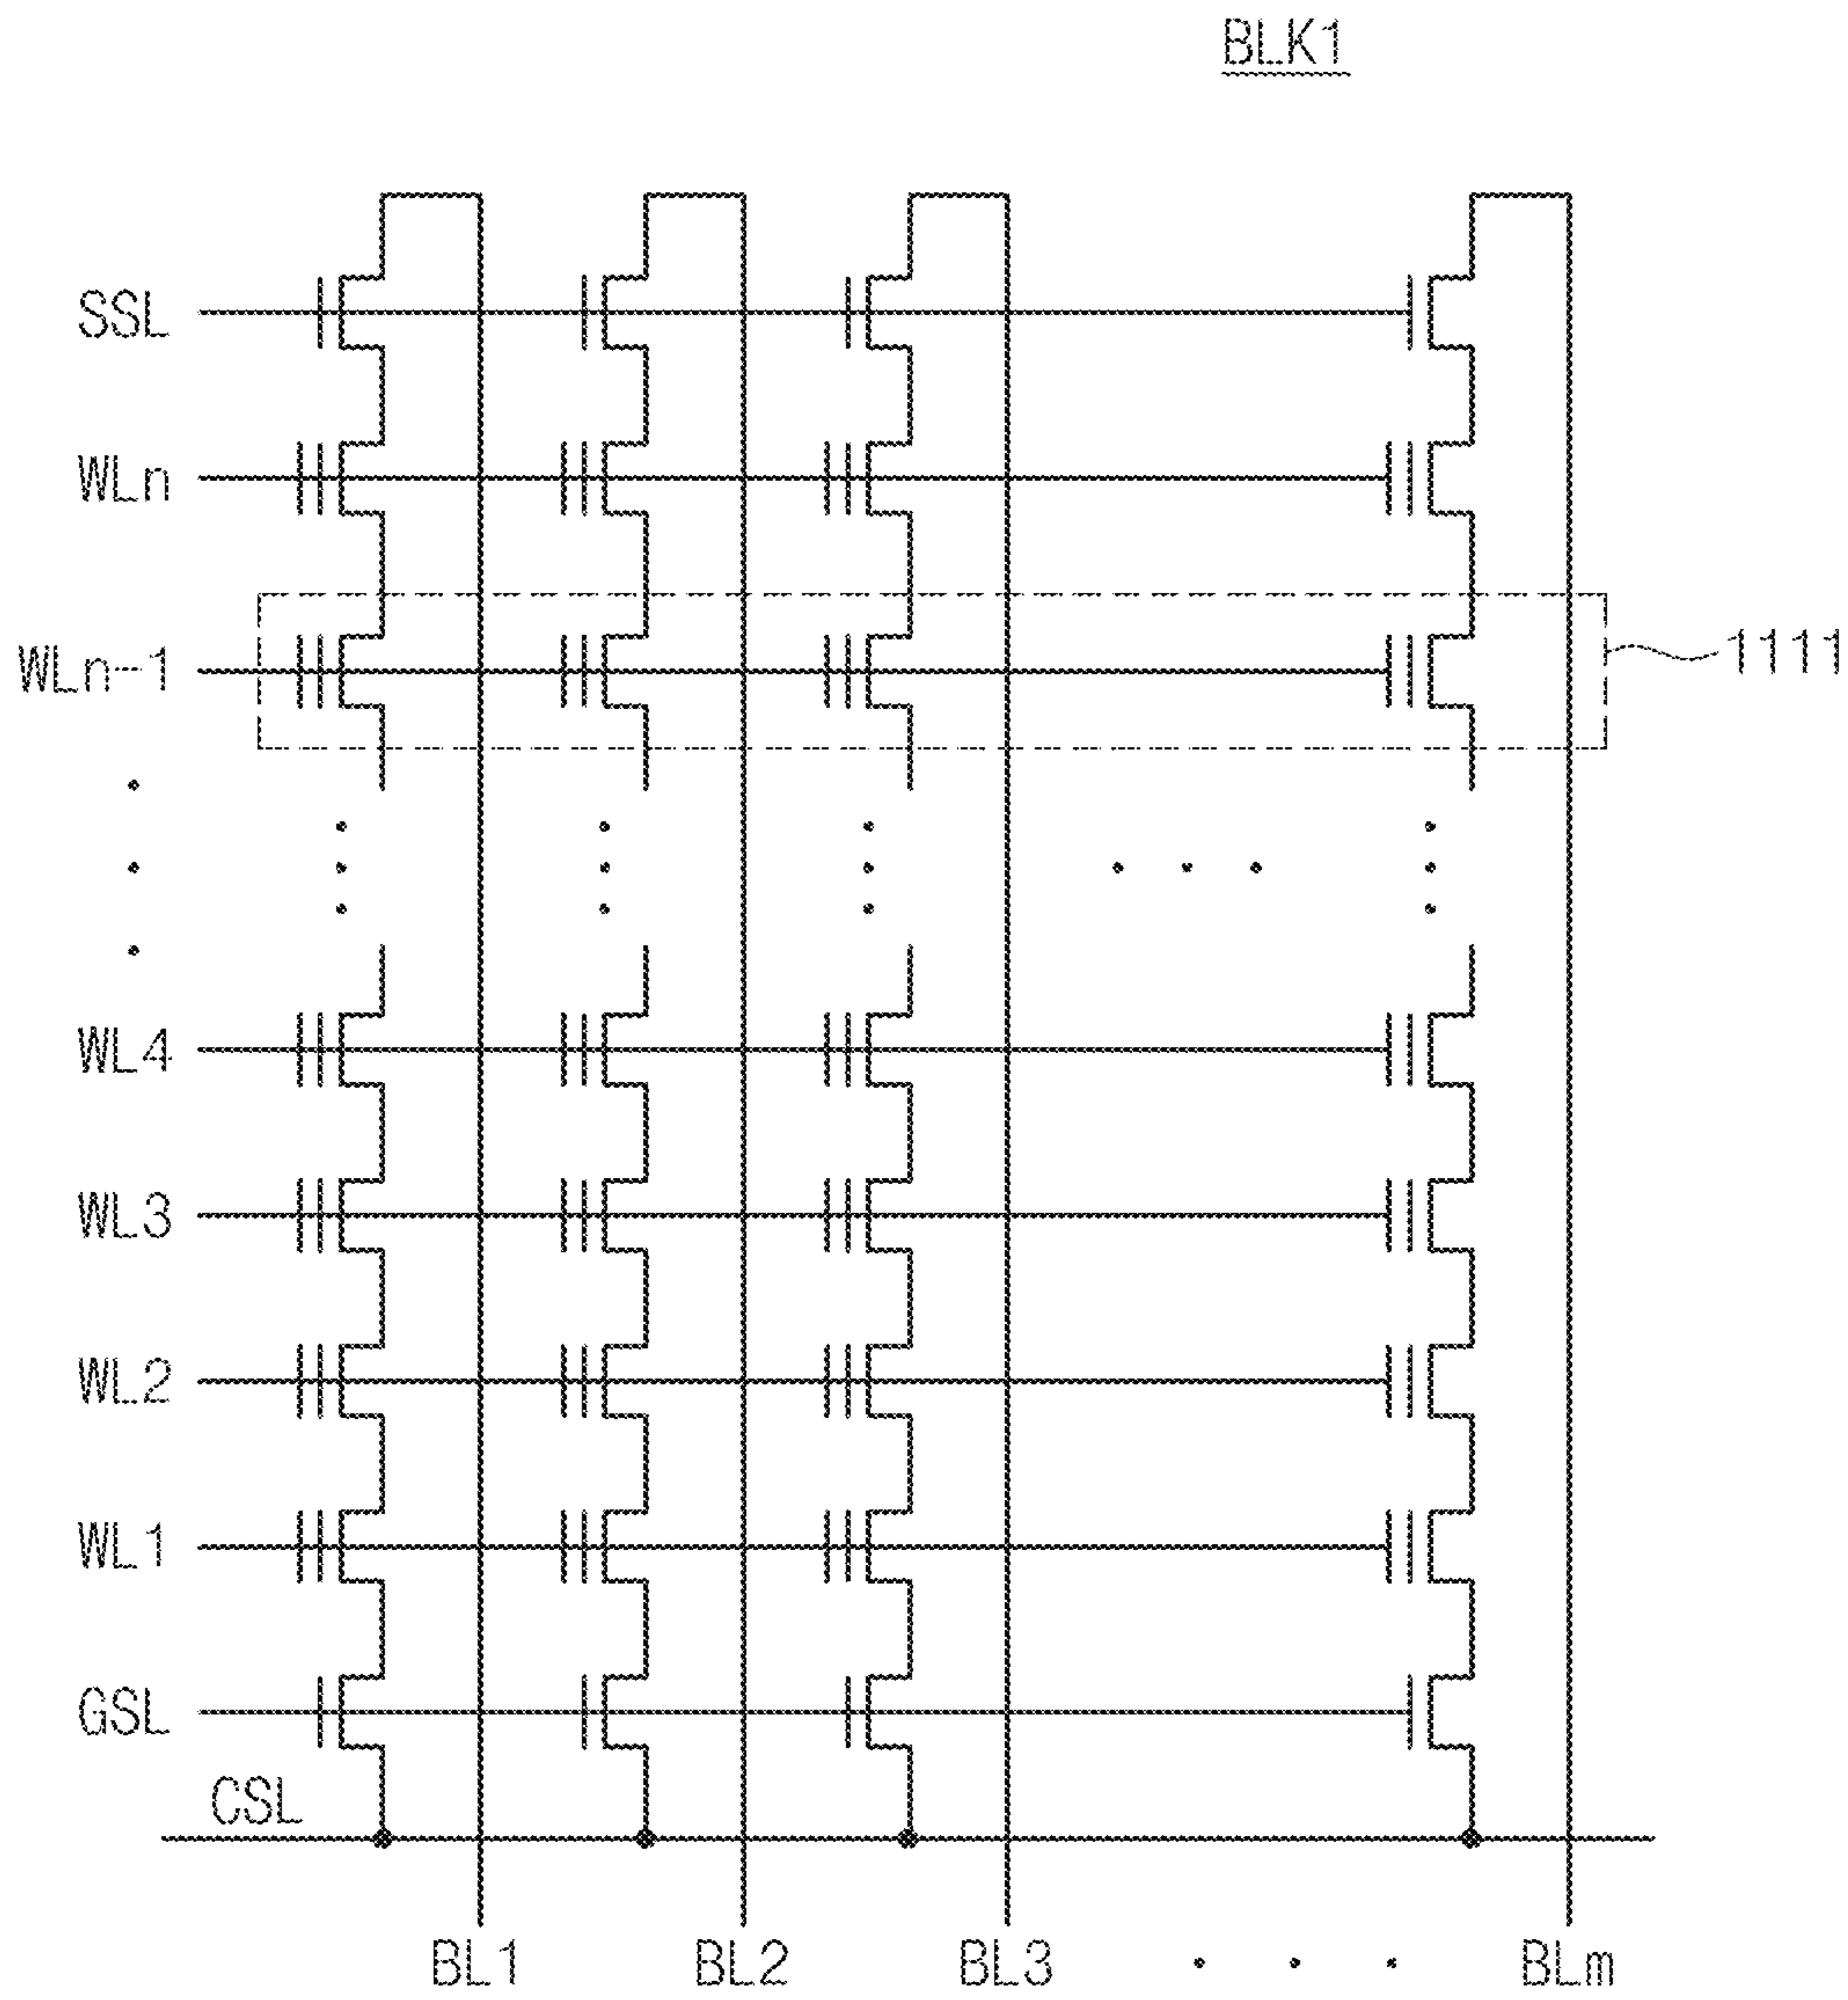 BLK1
SSL
WLn
WLn-1
1111
WL4
WL3
WL2
WL1
GSL
CSL
BL1 BL2 BL3 . . . BLm